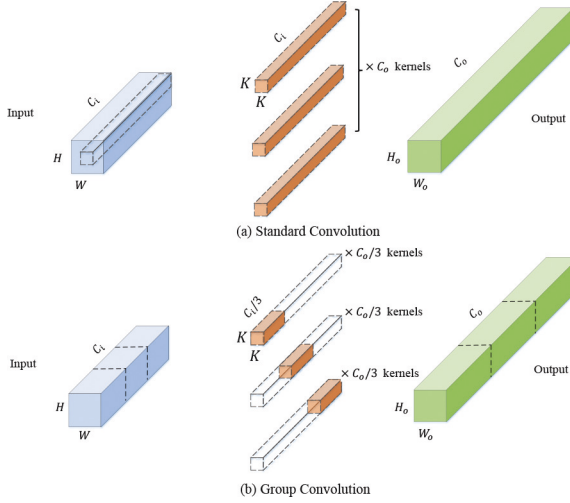 C_i
C_i
× C_o kernels
C_o
Input
K
K
H
W
H_o
W_o
Output
(a) Standard Convolution
× C_o/3 kernels
C_i/3
× C_o/3 kernels
C_o
C_i
K
K
Input
× C_o/3 kernels
Output
H
W
H_o
W_o
(b) Group Convolution